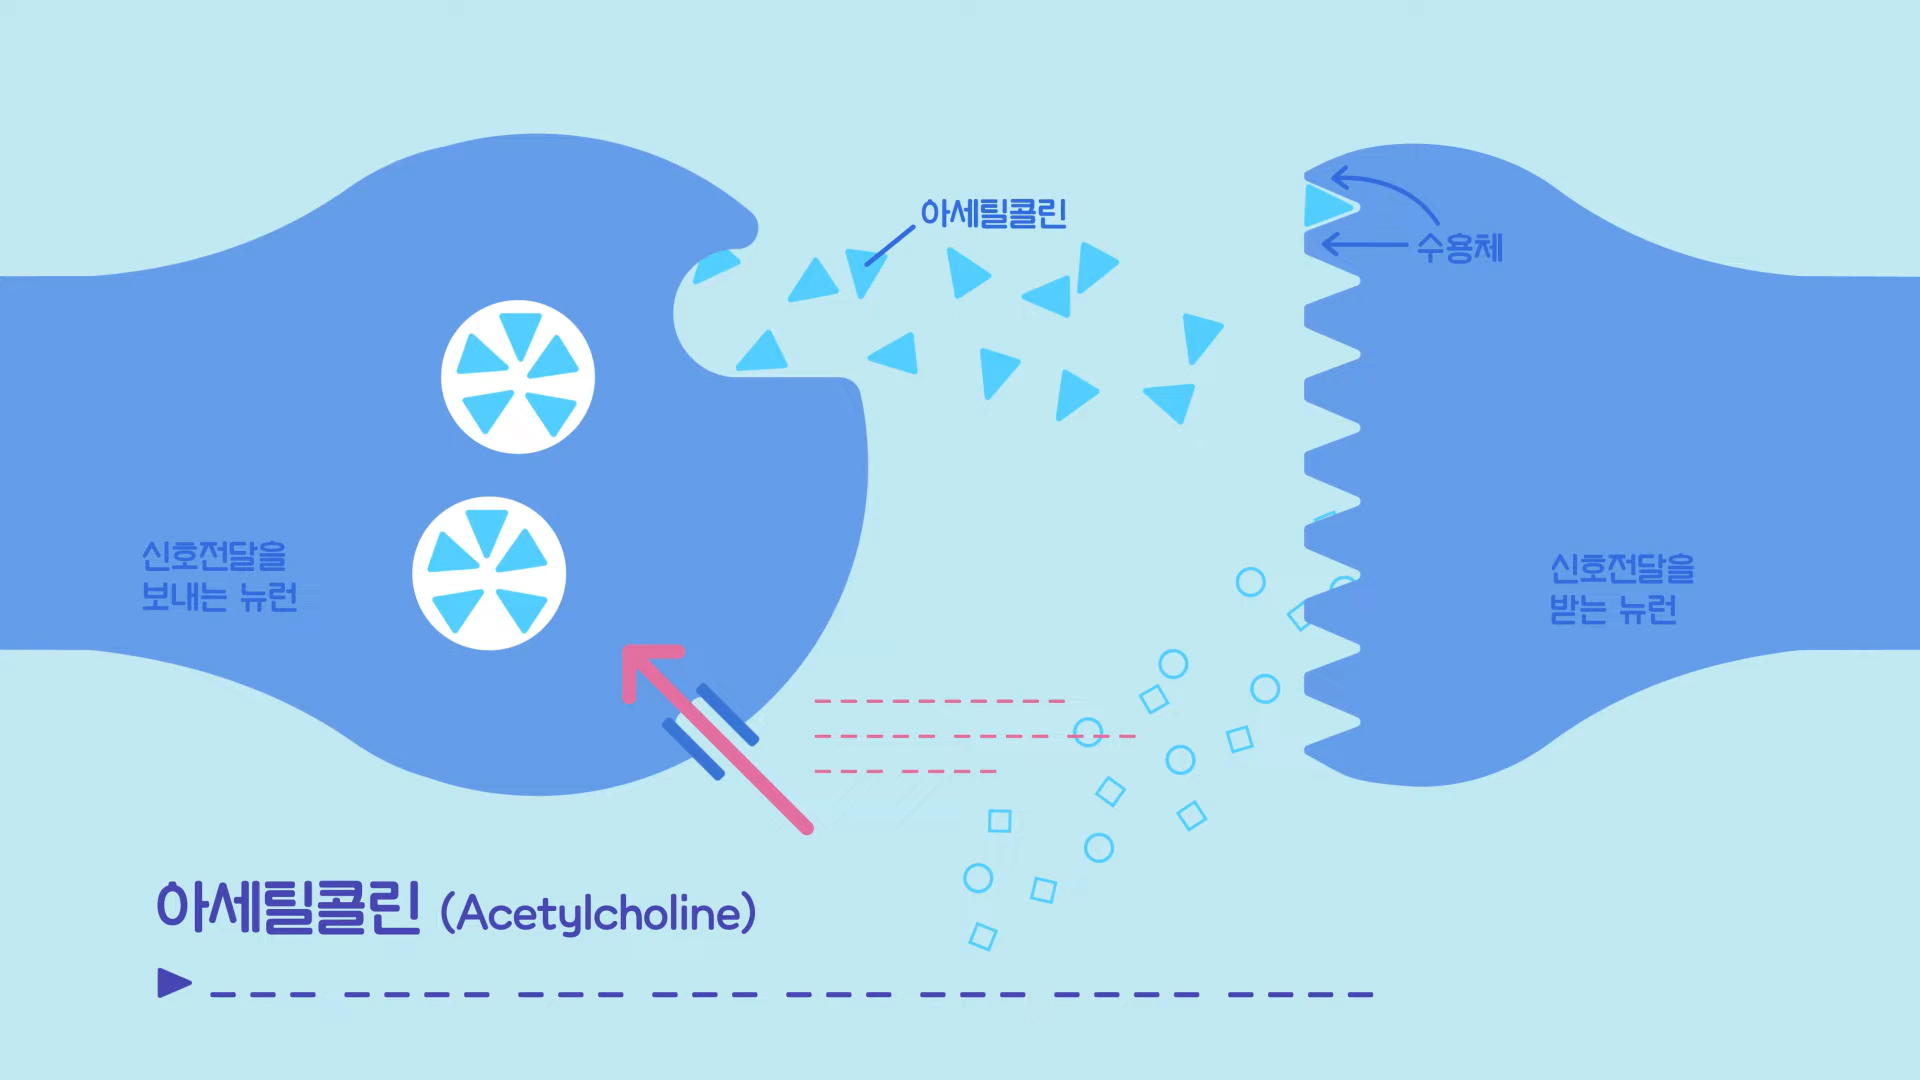 아세틸콜린
수용체
신호전달을
보내는 뉴런
신호전달을
받는 뉴런
아세틸콜린 (Acetylcholine)